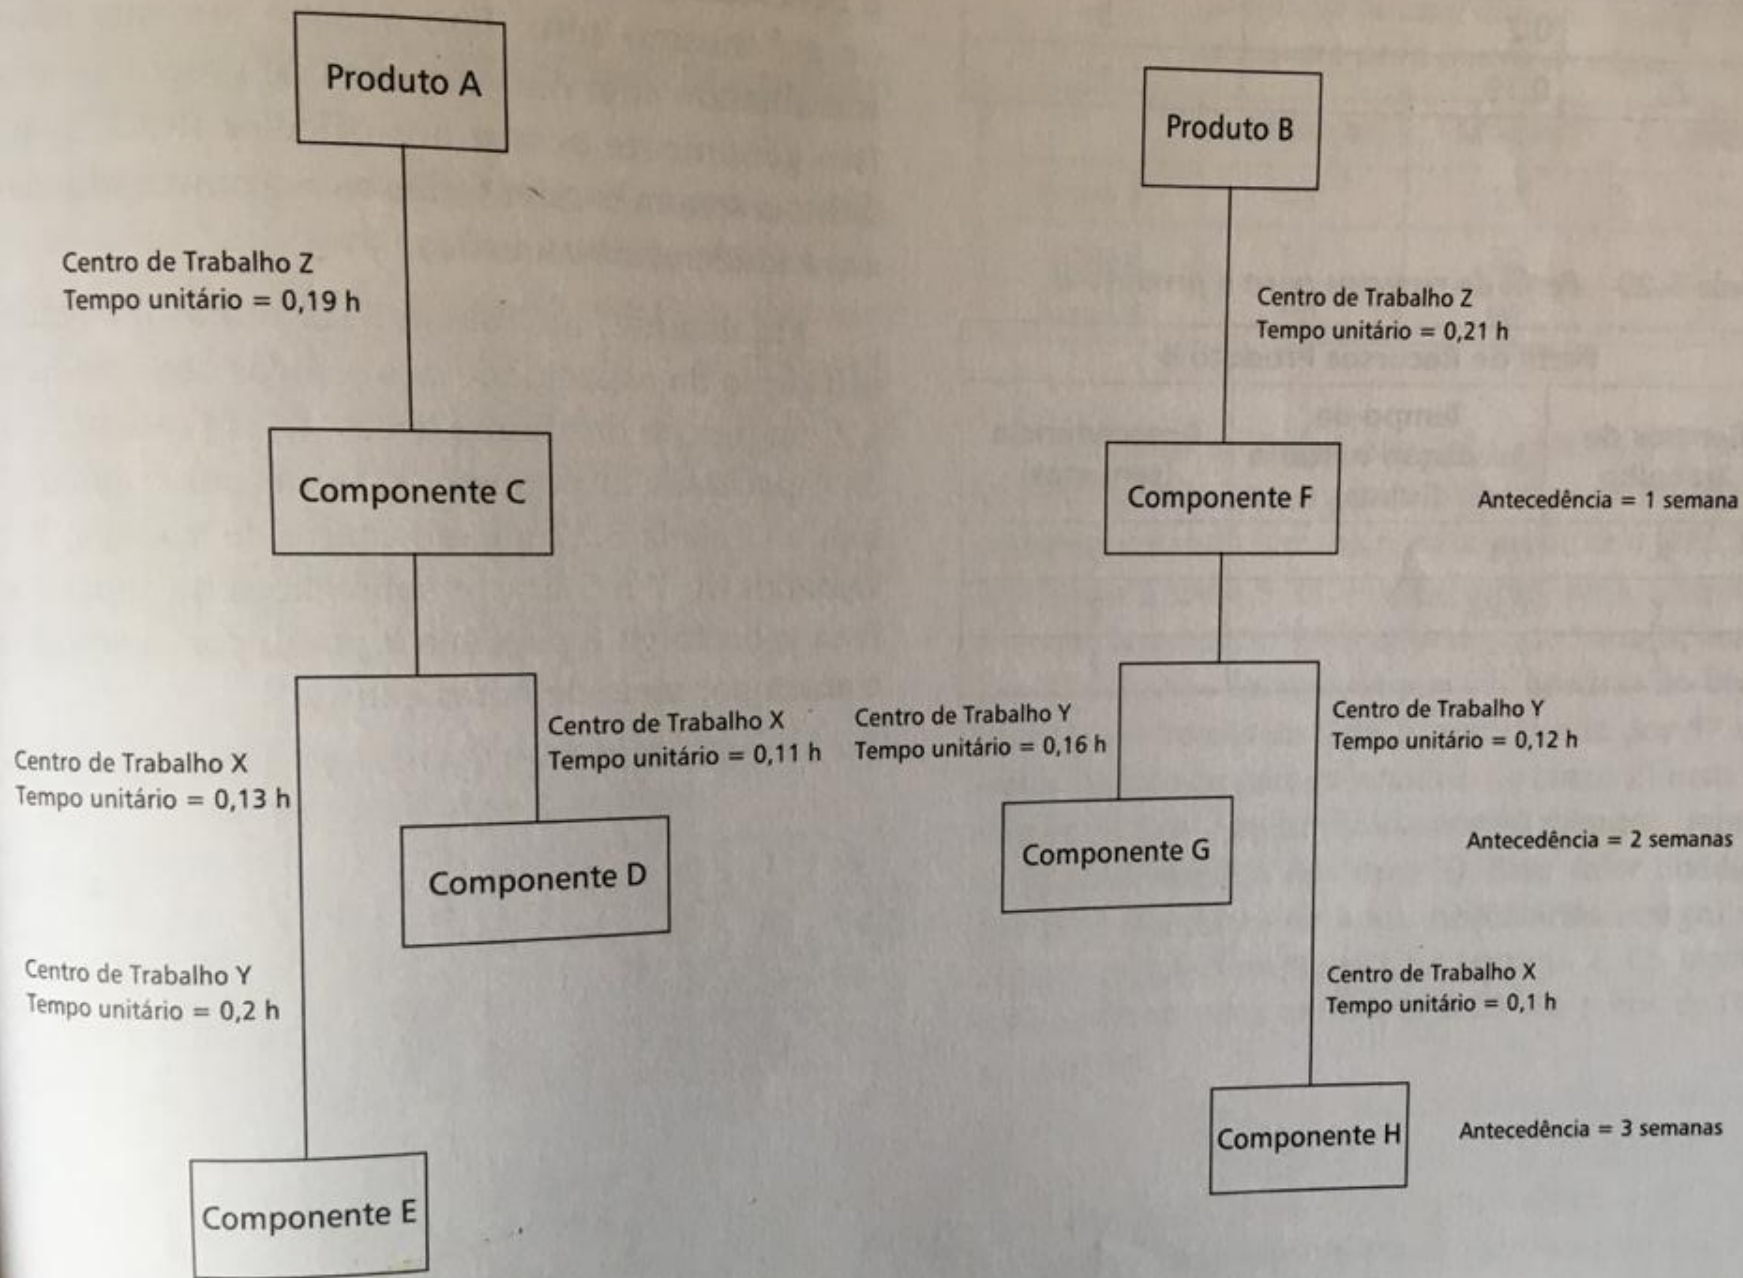 Produto A
Centro de Trabalho Z
Tempo unitário = 0,19 h
Componente C
Centro de Trabalho X
Tempo unitário = 0,13 h
Centro de Trabalho X
Tempo unitário = 0,11 h
Componente D
Centro de Trabalho Y
Tempo unitário = 0,2 h
Componente E
Produto B
Centro de Trabalho Z
Tempo unitário = 0,21 h
Componente F
Antecedência = 1 semana
Centro de Trabalho Y
Tempo unitário = 0,16 h
Centro de Trabalho Y
Tempo unitário = 0,12 h
Componente G
Antecedência = 2 semanas
Centro de Trabalho X
Tempo unitário = 0,1 h
Componente H
Antecedência = 3 semanas